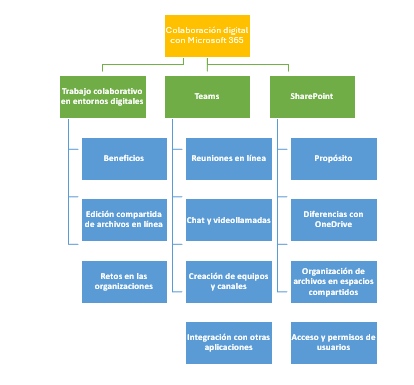 Colaboración digital
con Microsoft 365
Trabajo colaborativo
en entornos digitales
Teams
SharePoint
Beneficios
Reuniones en línea
Propósito
Edición compartida
de archivos en línea
Chat y videollamadas
Diferencias con
OneDrive
Retos en las
organizaciones
Creación de equipos
y canales
Organización de
archivos en espacios
compartidos
Integración con otras
aplicaciones
Acceso y permisos de
usuarios